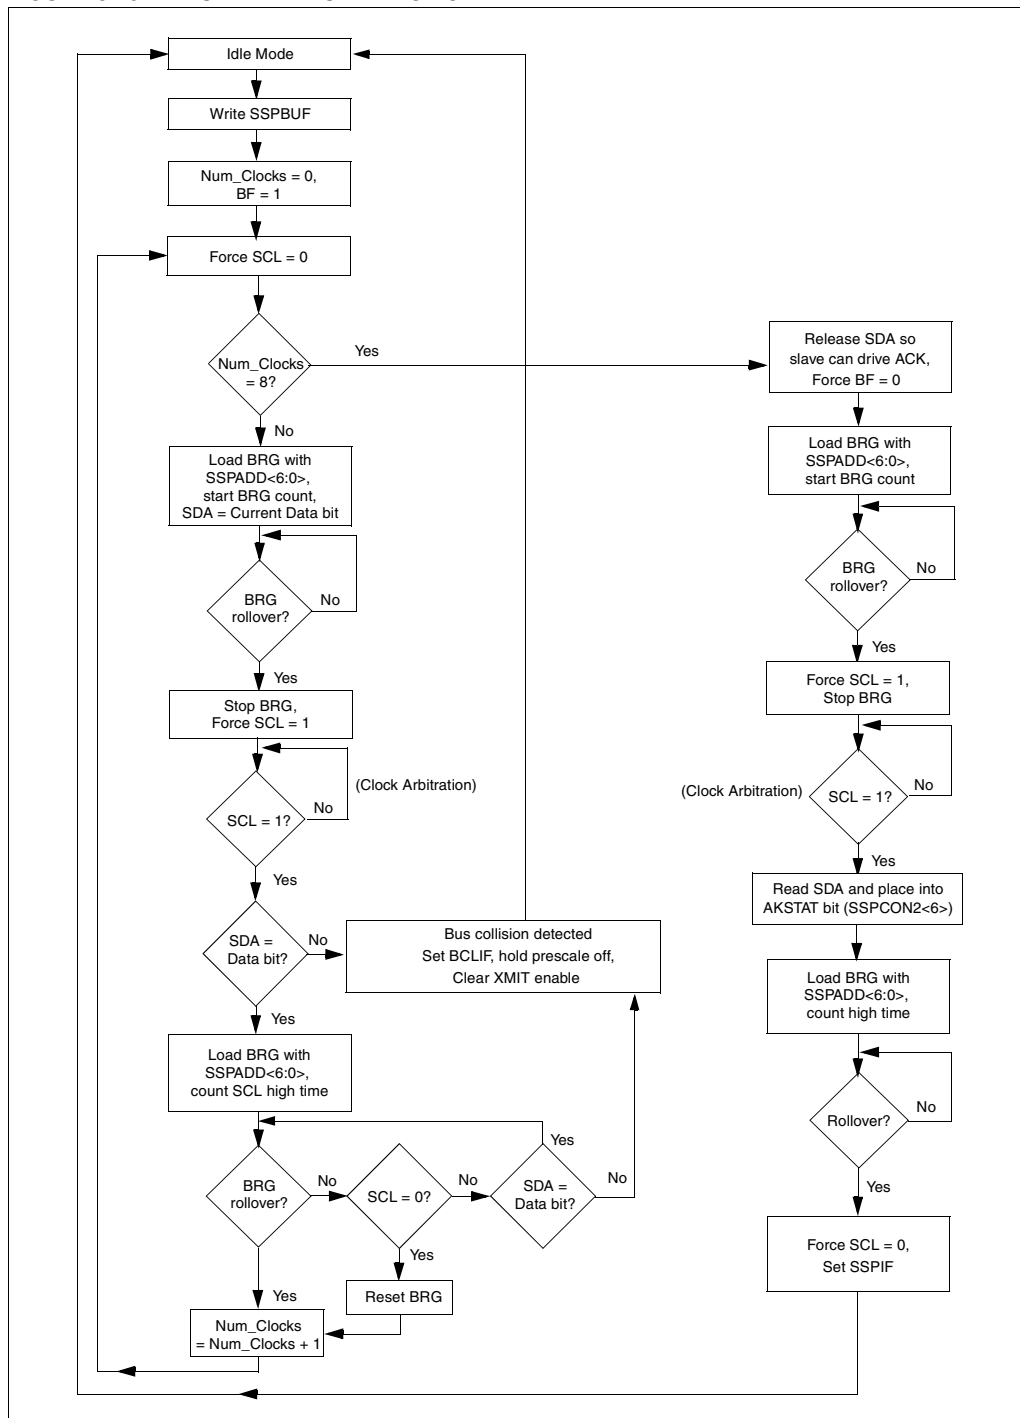 Idle Mode
Write SSPBUF
Num_Clocks = 0,
BF = 1
Force SCL = 0
Num_Clocks
= 8?
Yes
No
Load BRG with
SSPADD<6:0>,
start BRG count,
SDA = Current Data bit
BRG
rollover?
No
Yes
Stop BRG,
Force SCL = 1
SCL = 1?
No
(Clock Arbitration)
Yes
SDA =
Data bit?
No
Bus collision detected
Set BCLIF, hold prescale off,
Clear XMIT enable
Yes
Load BRG with
SSPADD<6:0>,
count SCL high time
BRG
rollover?
No
SCL = 0?
No
SDA =
Data bit?
Yes
No
Yes
Reset BRG
Yes
Num_Clocks
= Num_Clocks + 1
Release SDA so
slave can drive ACK,
Force BF = 0
Load BRG with
SSPADD<6:0>,
start BRG count
BRG
rollover?
No
Yes
Force SCL = 1,
Stop BRG
(Clock Arbitration)
SCL = 1?
No
Yes
Read SDA and place into
AKSTAT bit (SSPCON2<6>)
Load BRG with
SSPADD<6:0>,
count high time
Rollover?
No
Yes
Force SCL = 0,
Set SSPIF